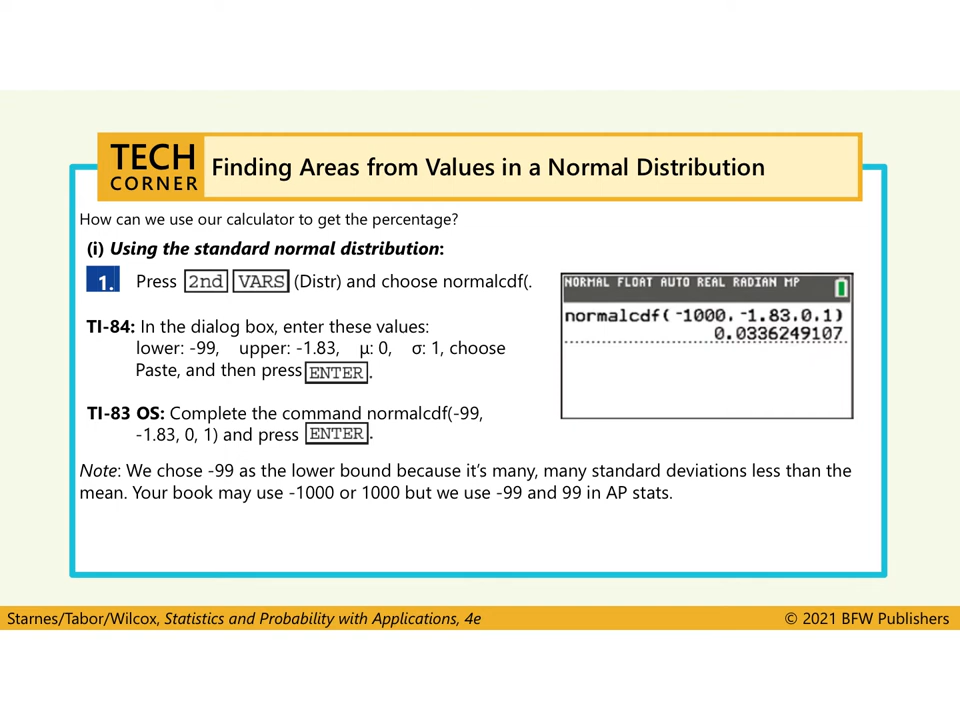 TECH
CORNER
Finding Areas from Values in a Normal Distribution
How can we use our calculator to get the percentage?
(i) Using the standard normal distribution:
1. Press 2nd VARS (Distr) and choose normalcdf(.
TI-84: In the dialog box, enter these values:
lower: -99, upper: -1.83, μ: 0, σ: 1, choose
Paste, and then press ENTER.
TI-83 OS: Complete the command normalcdf(-99,
-1.83, 0, 1) and press ENTER.
NORMAL FLOAT AUTO REAL RADIAN MP
normalcdf(-1000,-1.83,0,1)
0.0336249107
Note: We chose -99 as the lower bound because it's many, many standard deviations less than the
mean. Your book may use -1000 or 1000 but we use -99 and 99 in AP stats.
Starnes/Tabor/Wilcox, Statistics and Probability with Applications, 4e
© 2021 BFW Publishers